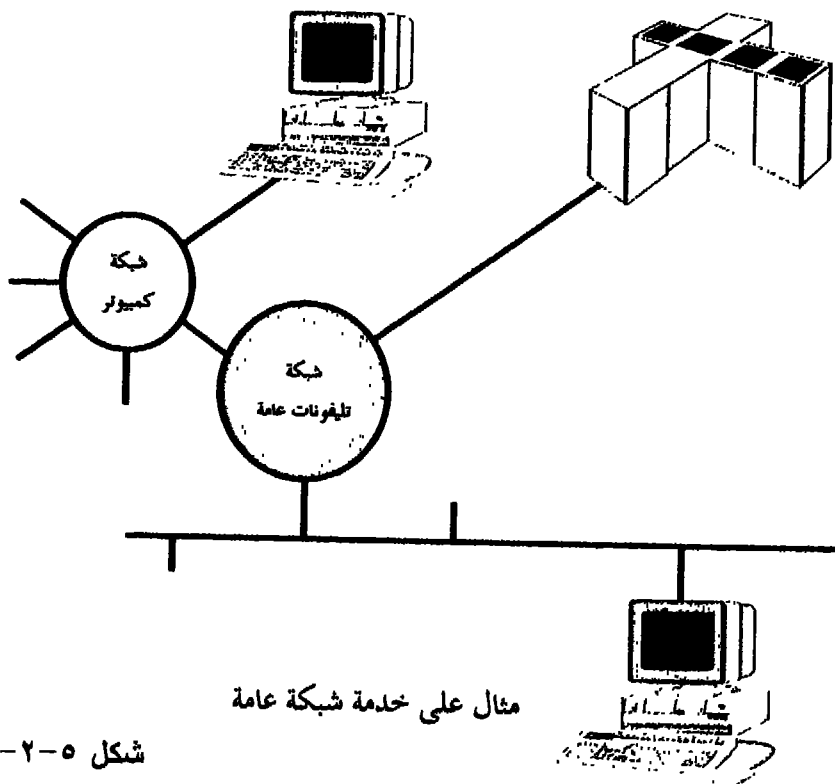 شبكة
كمبيوتر
شبكة
تليفونات عامة
مثال على خدمة شبكة عامة
شكل ٥-٢-